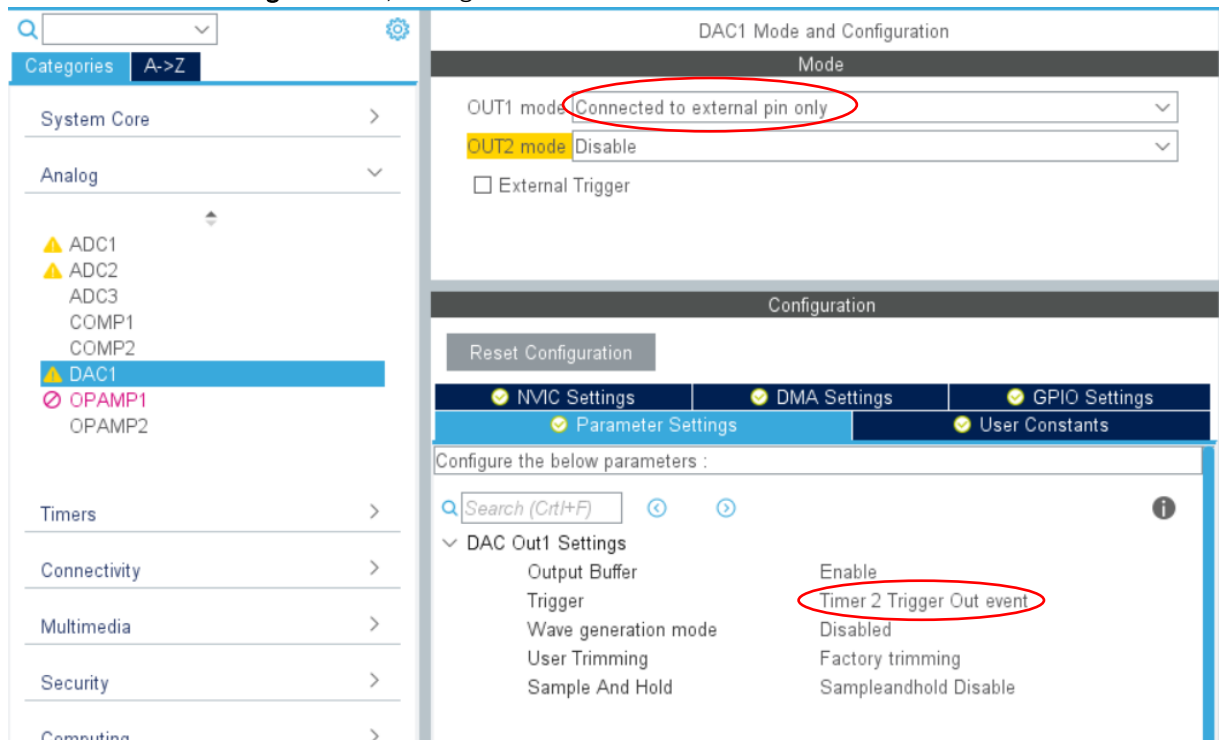 DAC1 Mode and Configuration
Categories A->Z
Mode
System Core
OUT1 mode Connected to external pin only
OUT2 mode Disable
Analog
External Trigger
ADC1
ADC2
ADC3
COMP1
COMP2
DAC1
OPAMP1
OPAMP2
Configuration
Reset Configuration
NVIC Settings DMA Settings GPIO Settings
Parameter Settings User Constants
Configure the below parameters :
Search (Crtl+F)
Timers
DAC Out1 Settings
Output Buffer Enable
Trigger Timer 2 Trigger Out event
Wave generation mode Disabled
User Trimming Factory trimming
Sample And Hold Sampleandhold Disable
Connectivity
Multimedia
Security
Computing